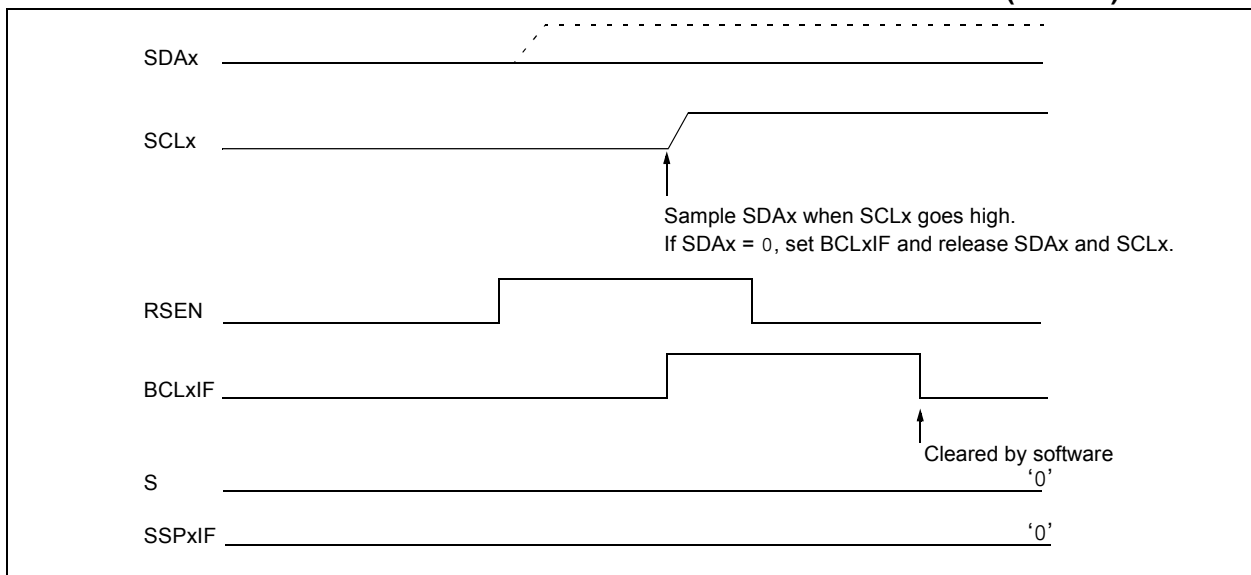 SDAx
SCLx
Sample SDAx when SCLx goes high.
If SDAx = 0, set BCLxIF and release SDAx and SCLx.
RSEN
BCLxIF
Cleared by software
S
‘0’
SSPxIF
‘0’